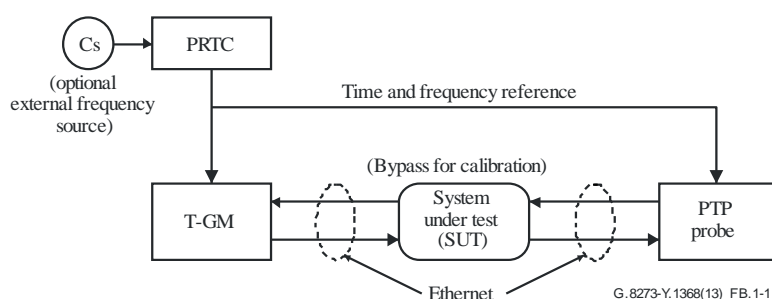 Cs
PRTC
(optional
external frequency
source)
Time and frequency reference
(Bypass for calibration)
T-GM
System
under test
(SUT)
PTP
probe
Ethernet
G.8273-Y.1368(13)_FB.1-1